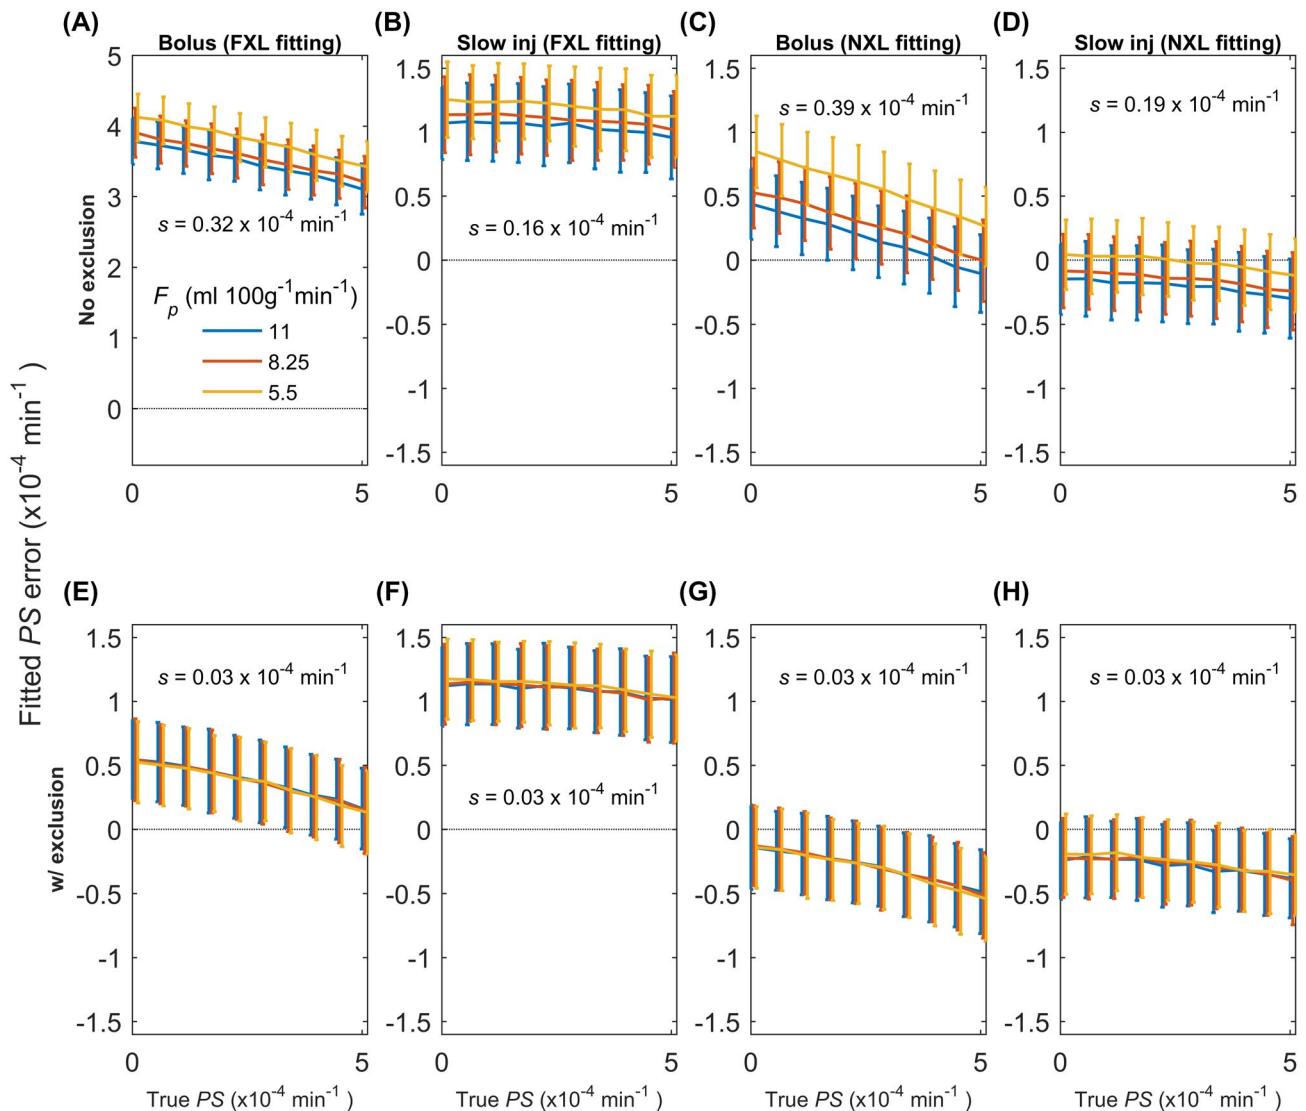 (A)
Bolus (FXL fitting)
5
4
3
2
1
0
No exclusion
s = 0.32 x 10-4 min-1
Fp (ml 100g-1min-1)
11
8.25
5.5
0
5
(B)
Slow inj (FXL fitting)
1.5
1
0.5
0
-0.5
-1
-1.5
s = 0.16 x 10-4 min-1
0
5
(C)
Bolus (NXL fitting)
1.5
1
0.5
0
-0.5
-1
-1.5
s = 0.39 x 10-4 min-1
0
5
(D)
Slow inj (NXL fitting)
1.5
1
0.5
0
-0.5
-1
-1.5
s = 0.19 x 10-4 min-1
0
5
Fitted PS error (x10-4 min-1 )
(E)
1.5
1
0.5
0
-0.5
-1
-1.5
w/ exclusion
s = 0.03 x 10-4 min-1
0
5
True PS (x10-4 min-1 )
(F)
1.5
1
0.5
0
-0.5
-1
-1.5
s = 0.03 x 10-4 min-1
0
5
True PS (x10-4 min-1 )
(G)
1.5
1
0.5
0
-0.5
-1
-1.5
s = 0.03 x 10-4 min-1
0
5
True PS (x10-4 min-1 )
(H)
1.5
1
0.5
0
-0.5
-1
-1.5
s = 0.03 x 10-4 min-1
0
5
True PS (x10-4 min-1 )